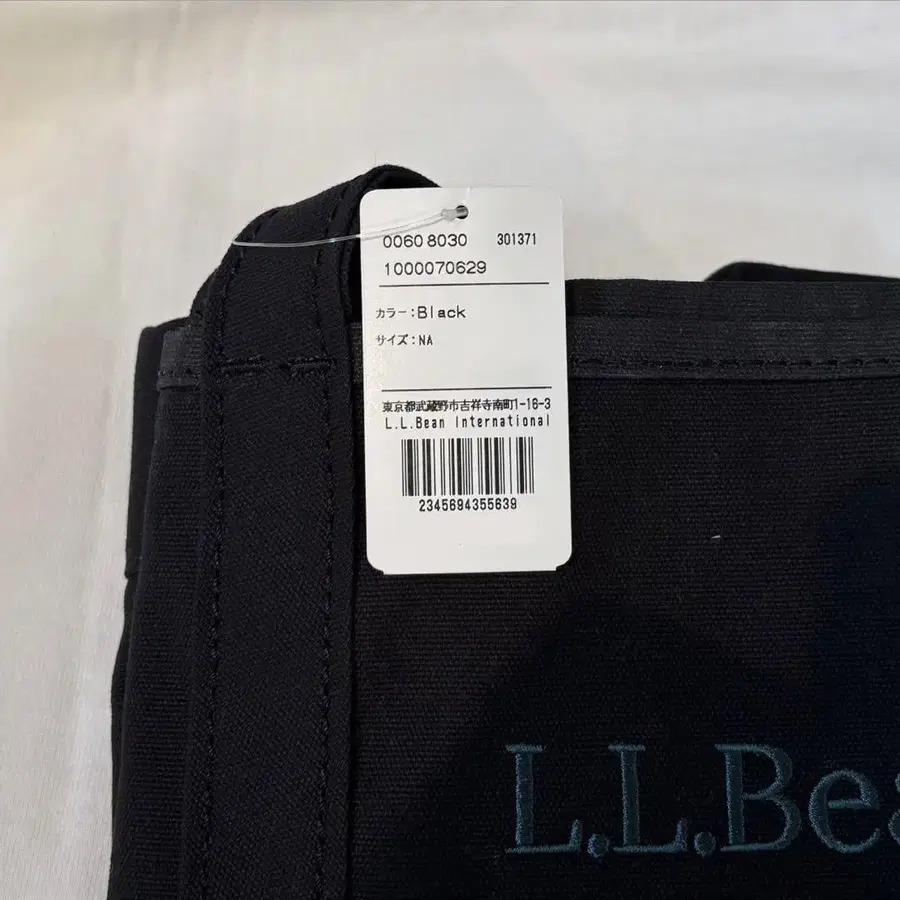 0060 8030 301371
1000070629
カラー:Black
サイズ:NA
東京都武蔵野市吉祥寺南町1-16-3
L.L.Bean International
2345694355639
L.L.Bea